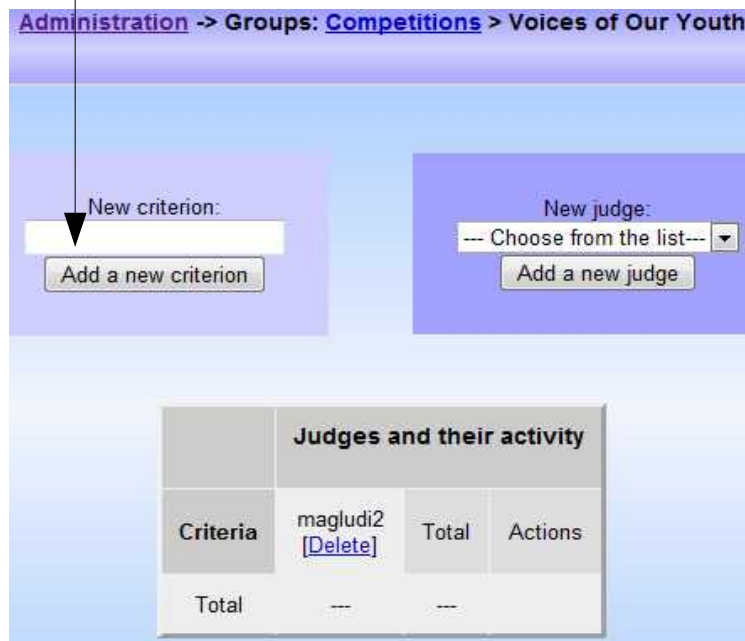 Administration -> Groups: Competitions > Voices of Our Youth
New criterion:
Add a new criterion
New judge:
--- Choose from the list---
Add a new judge
Judges and their activity
Criteria magludi2 [Delete] Total Actions
Total --- ---